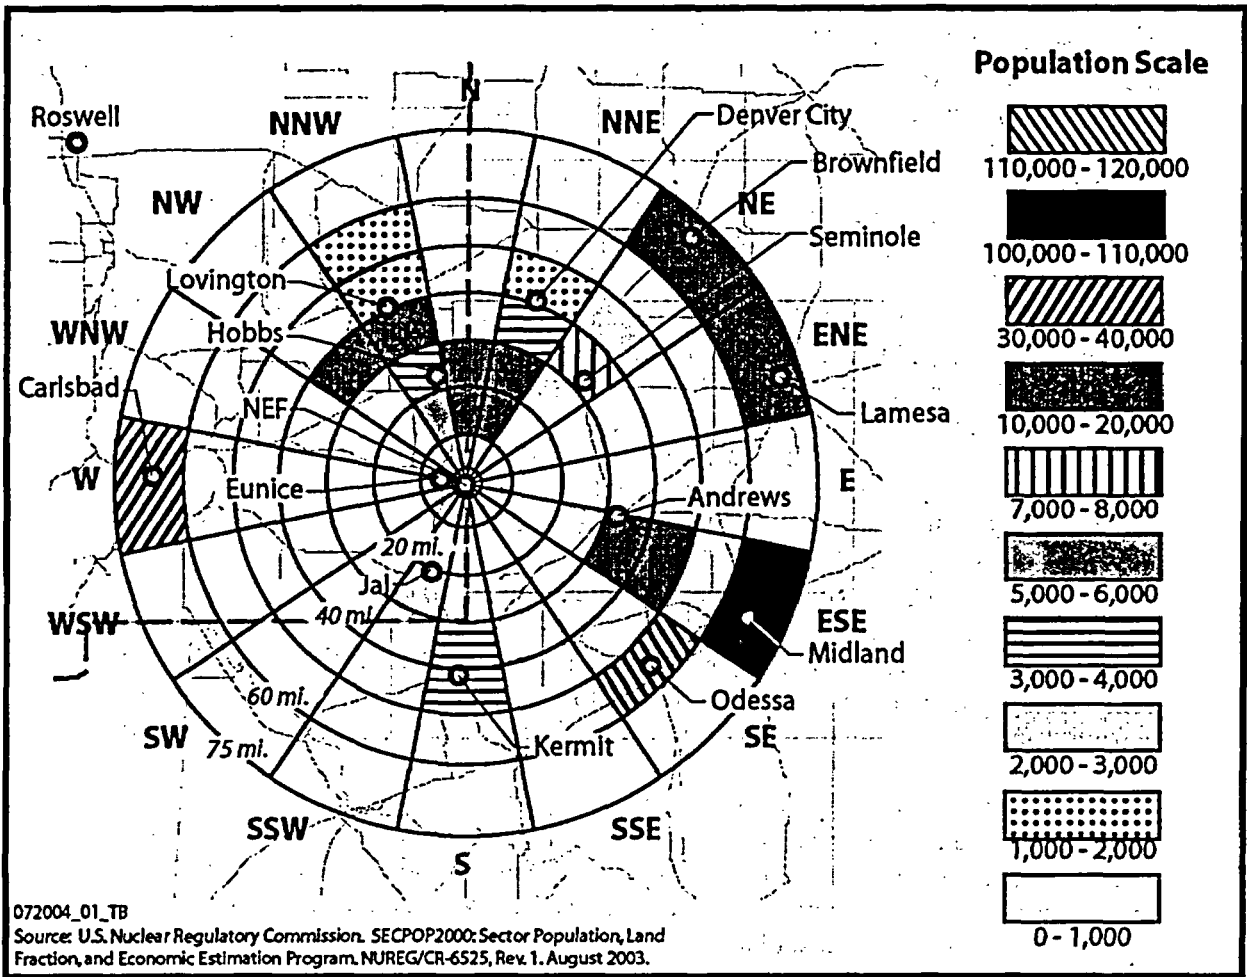 Population Scale
N
NNW
NNE
Denver City
Roswell
Brownfield
110,000 - 120,000
NW
NE
Seminole
100,000 - 110,000
Lovington
WNW
Hobbs
ENE
30,000 - 40,000
Carlsbad
NEF
Lamesa
10,000 - 20,000
W
Eunice
Andrews
E
7,000 - 8,000
20 mi.
Jal
5,000 - 6,000
40 mi.
WSW
ESE
Midland
3,000 - 4,000
60 mi.
Odessa
SW
75 mi.
Kermit
SE
2,000 - 3,000
SSW
SSE
1,000 - 2,000
S
072004_01_TB
Source: U.S. Nuclear Regulatory Commission. SECPOP2000: Sector Population, Land
Fraction, and Economic Estimation Program. NUREG/CR-6525, Rev. 1. August 2003.
0 - 1,000